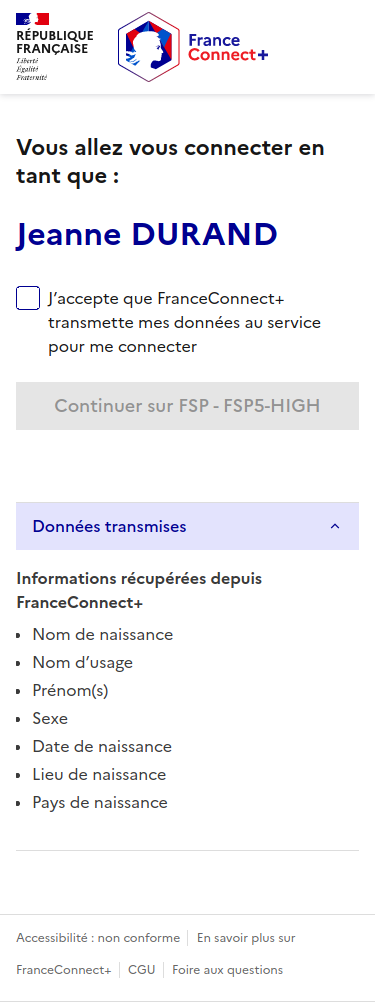 RÉPUBLIQUE
FRANÇAISE
Liberté
Égalité
Fraternité
France
Connect+
Vous allez vous connecter en
tant que :
Jeanne DURAND
J’accepte que FranceConnect+
transmette mes données au service
pour me connecter
Continuer sur FSP - FSP5-HIGH
Données transmises
Informations récupérées depuis
FranceConnect+
Nom de naissance
Nom d’usage
Prénom(s)
Sexe
Date de naissance
Lieu de naissance
Pays de naissance
Accessibilité : non conforme
En savoir plus sur
FranceConnect+
CGU
Foire aux questions